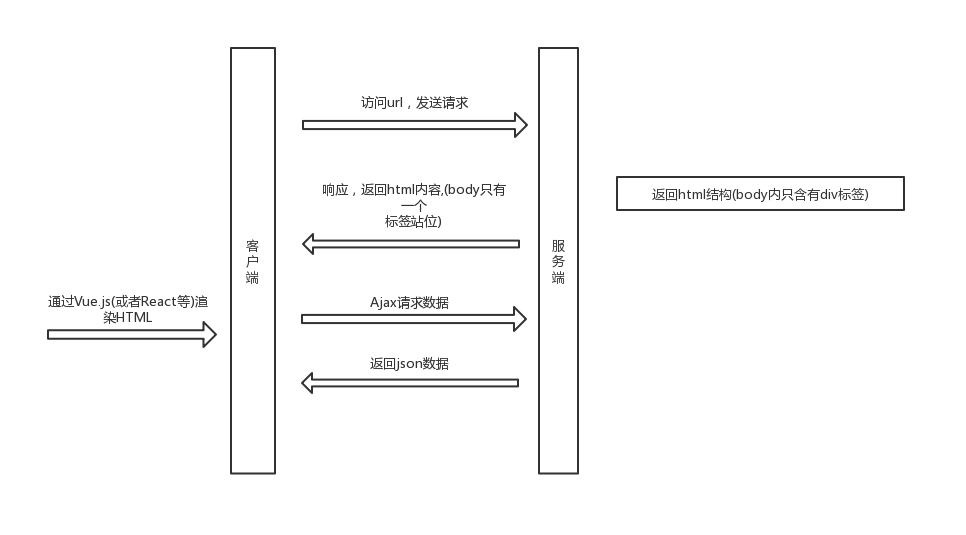 访问url，发送请求
响应，返回html内容,(body只有
一个
标签站位)
返回html结构(body内只含有div标签)
客
户
端
服
务
端
通过Vue.js(或者React等)渲
染HTML
Ajax请求数据
返回json数据